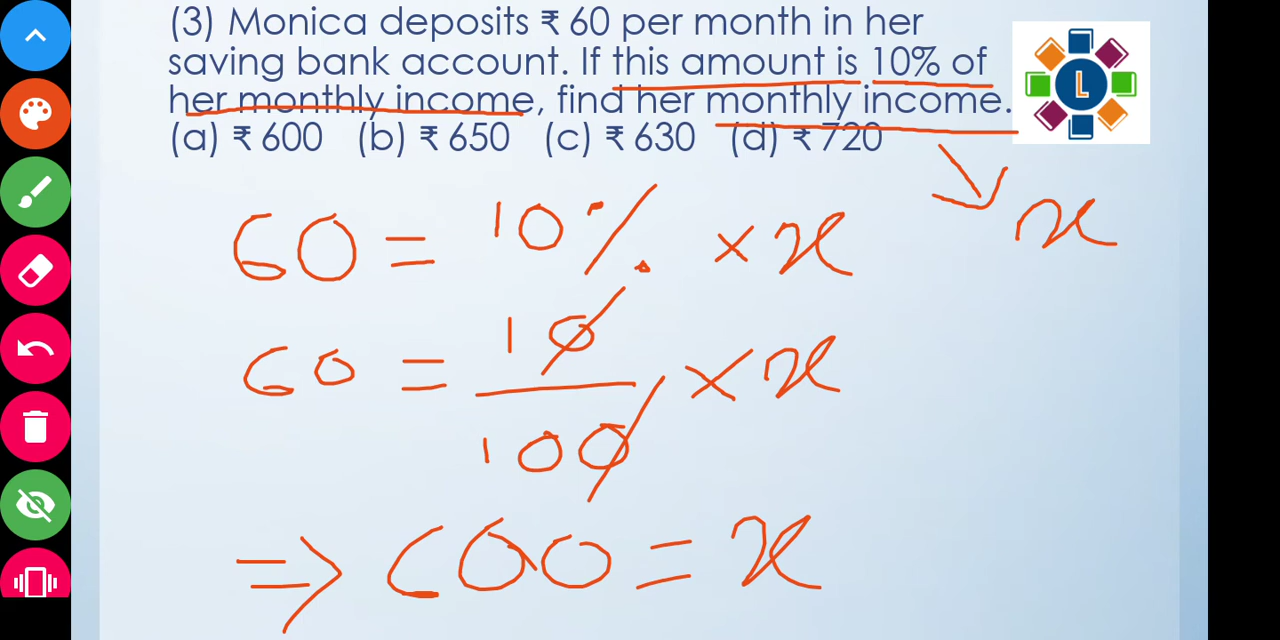 (3) Monica deposits ₹ 60 per month in her
saving bank account. If this amount is 10% of
her monthly income, find her monthly income.
(a) ₹ 600 (b) ₹ 650 (c) ₹ 630 (d) ₹ 720
L
x
60 = 10% × x
60 = 10/100 × x
⇒ 600 = x